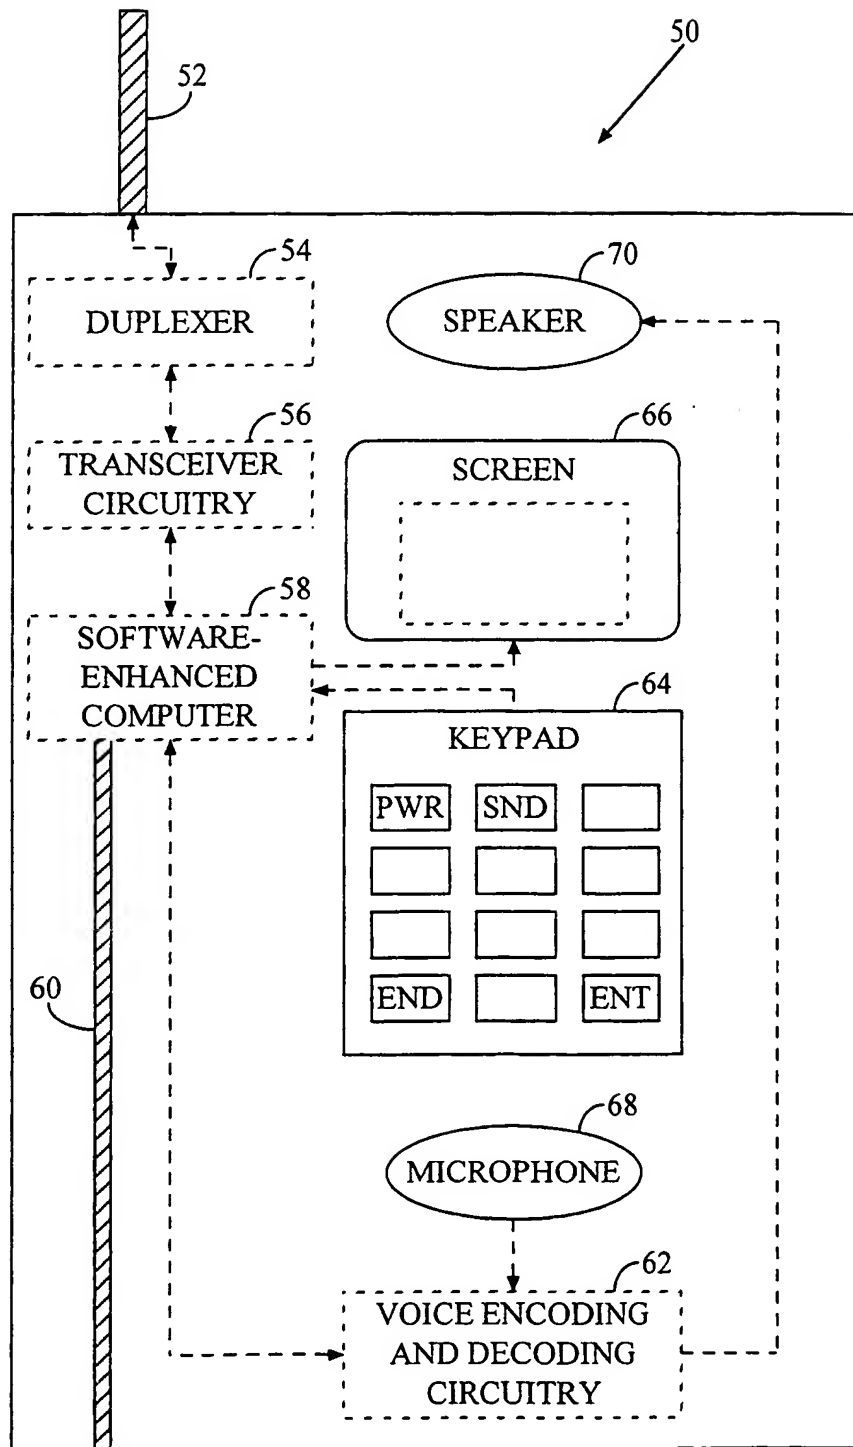 50
52
54
DUPLEXER
70
SPEAKER
56
TRANSCEIVER
CIRCUITRY
66
SCREEN
58
SOFTWARE-
ENHANCED
COMPUTER
64
KEYPAD
PWR SND
END ENT
60
68
MICROPHONE
62
VOICE ENCODING
AND DECODING
CIRCUITRY